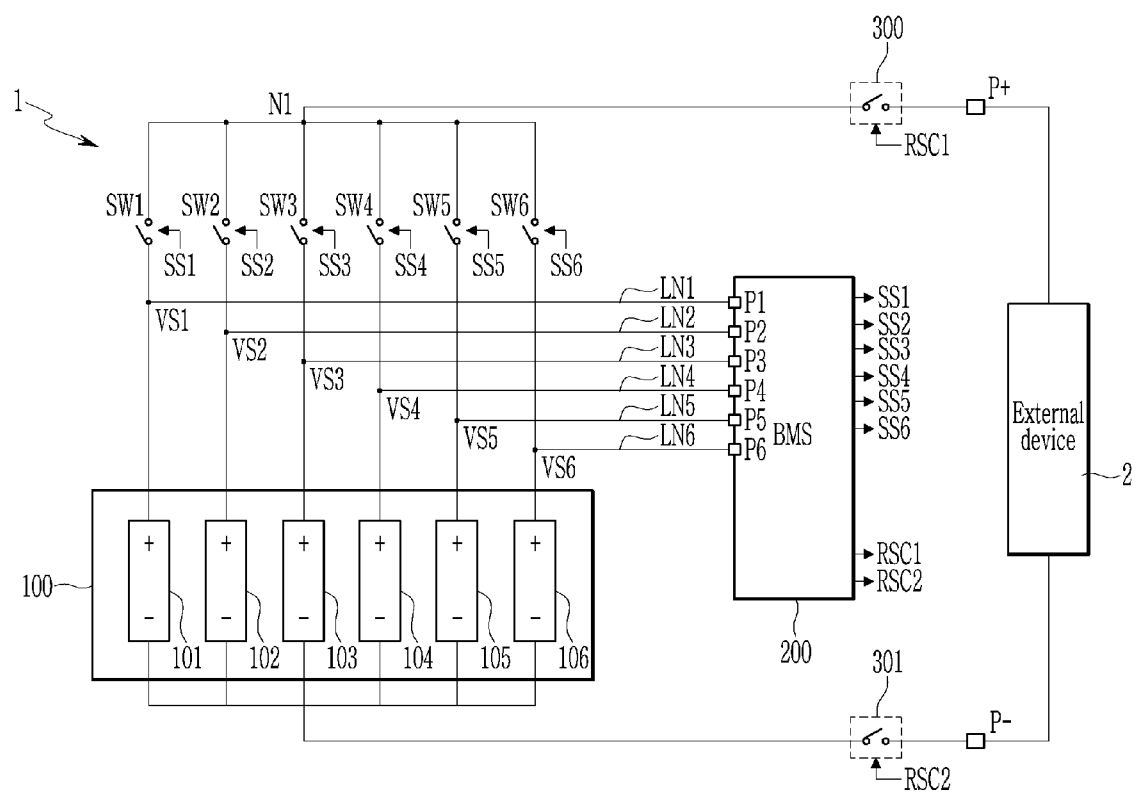 300
P+
1
N1
RSC1
SW1 SW2 SW3 SW4 SW5 SW6
SS1 SS2 SS3 SS4 SS5 SS6
LN1
P1
SS1
VS1
LN2
P2
SS2
VS2
LN3
P3
SS3
VS3
LN4
P4
SS4
VS4
LN5
P5
SS5
VS5
LN6
P6
SS6
VS6
BMS
External
device
2
+ + + + + +
100
RSC1
RSC2
- - - - - -
101 102 103 104 105 106
200
301
P-
RSC2